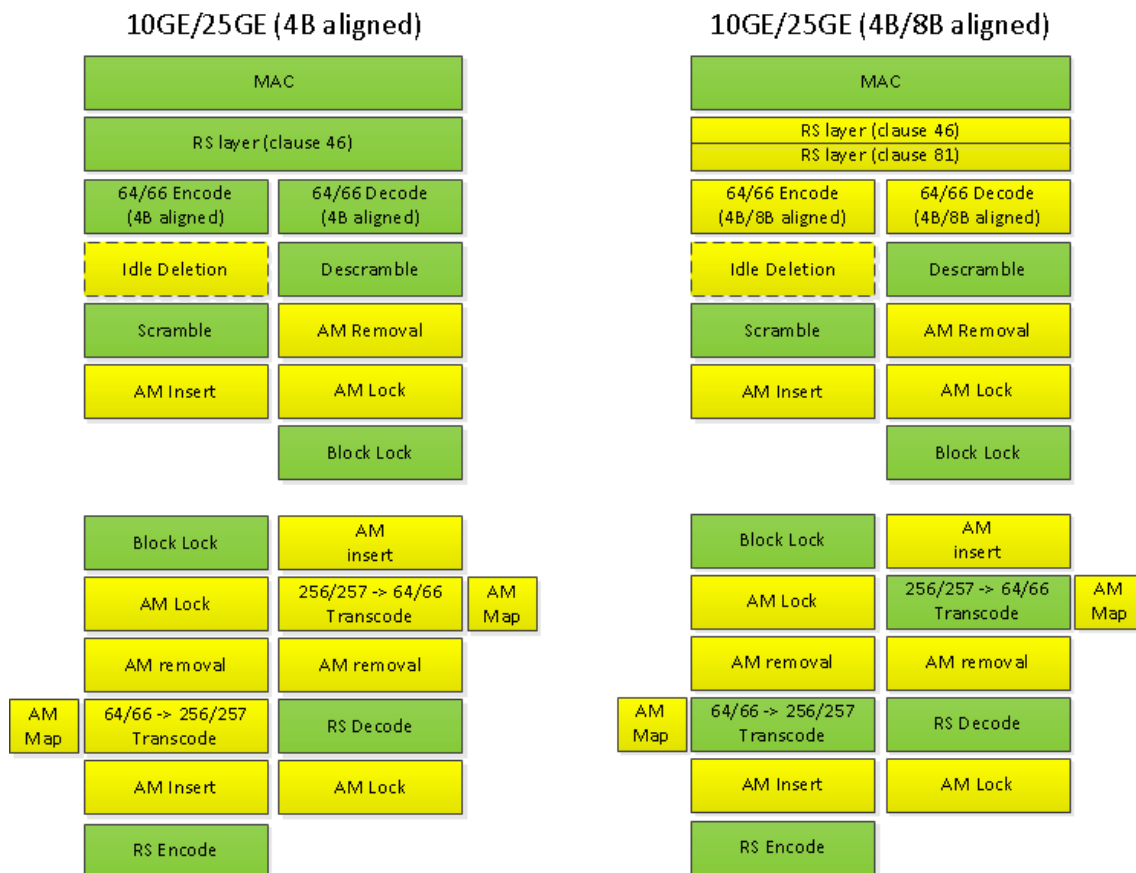 10GE/25GE (4B aligned)
MAC
RS layer (clause 46)
64/66 Encode
(4B aligned)
64/66 Decode
(4B aligned)
Idle Deletion
Descramble
Scramble
AM Removal
AM Insert
AM Lock
Block Lock
Block Lock
AM
insert
AM Lock
256/257 -> 64/66
Transcode
AM
Map
AM removal
AM removal
AM
Map
64/66 -> 256/257
Transcode
RS Decode
AM Insert
AM Lock
RS Encode
10GE/25GE (4B/8B aligned)
MAC
RS layer (clause 46)
RS layer (clause 81)
64/66 Encode
(4B/8B aligned)
64/66 Decode
(4B/8B aligned)
Idle Deletion
Descramble
Scramble
AM Removal
AM Insert
AM Lock
Block Lock
Block Lock
AM
insert
AM Lock
256/257 -> 64/66
Transcode
AM
Map
AM removal
AM removal
AM
Map
64/66 -> 256/257
Transcode
RS Decode
AM Insert
AM Lock
RS Encode